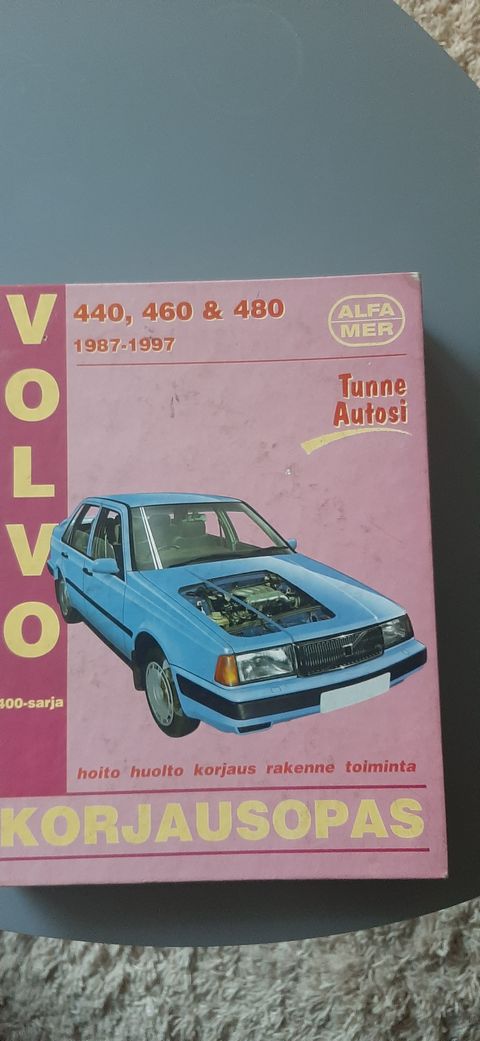 VOLVO
440, 460 & 480
1987-1997
ALFA
MER
Tunne
Autosi
400-sarja
hoito huolto korjaus rakenne toiminta
KORJAUSOPAS